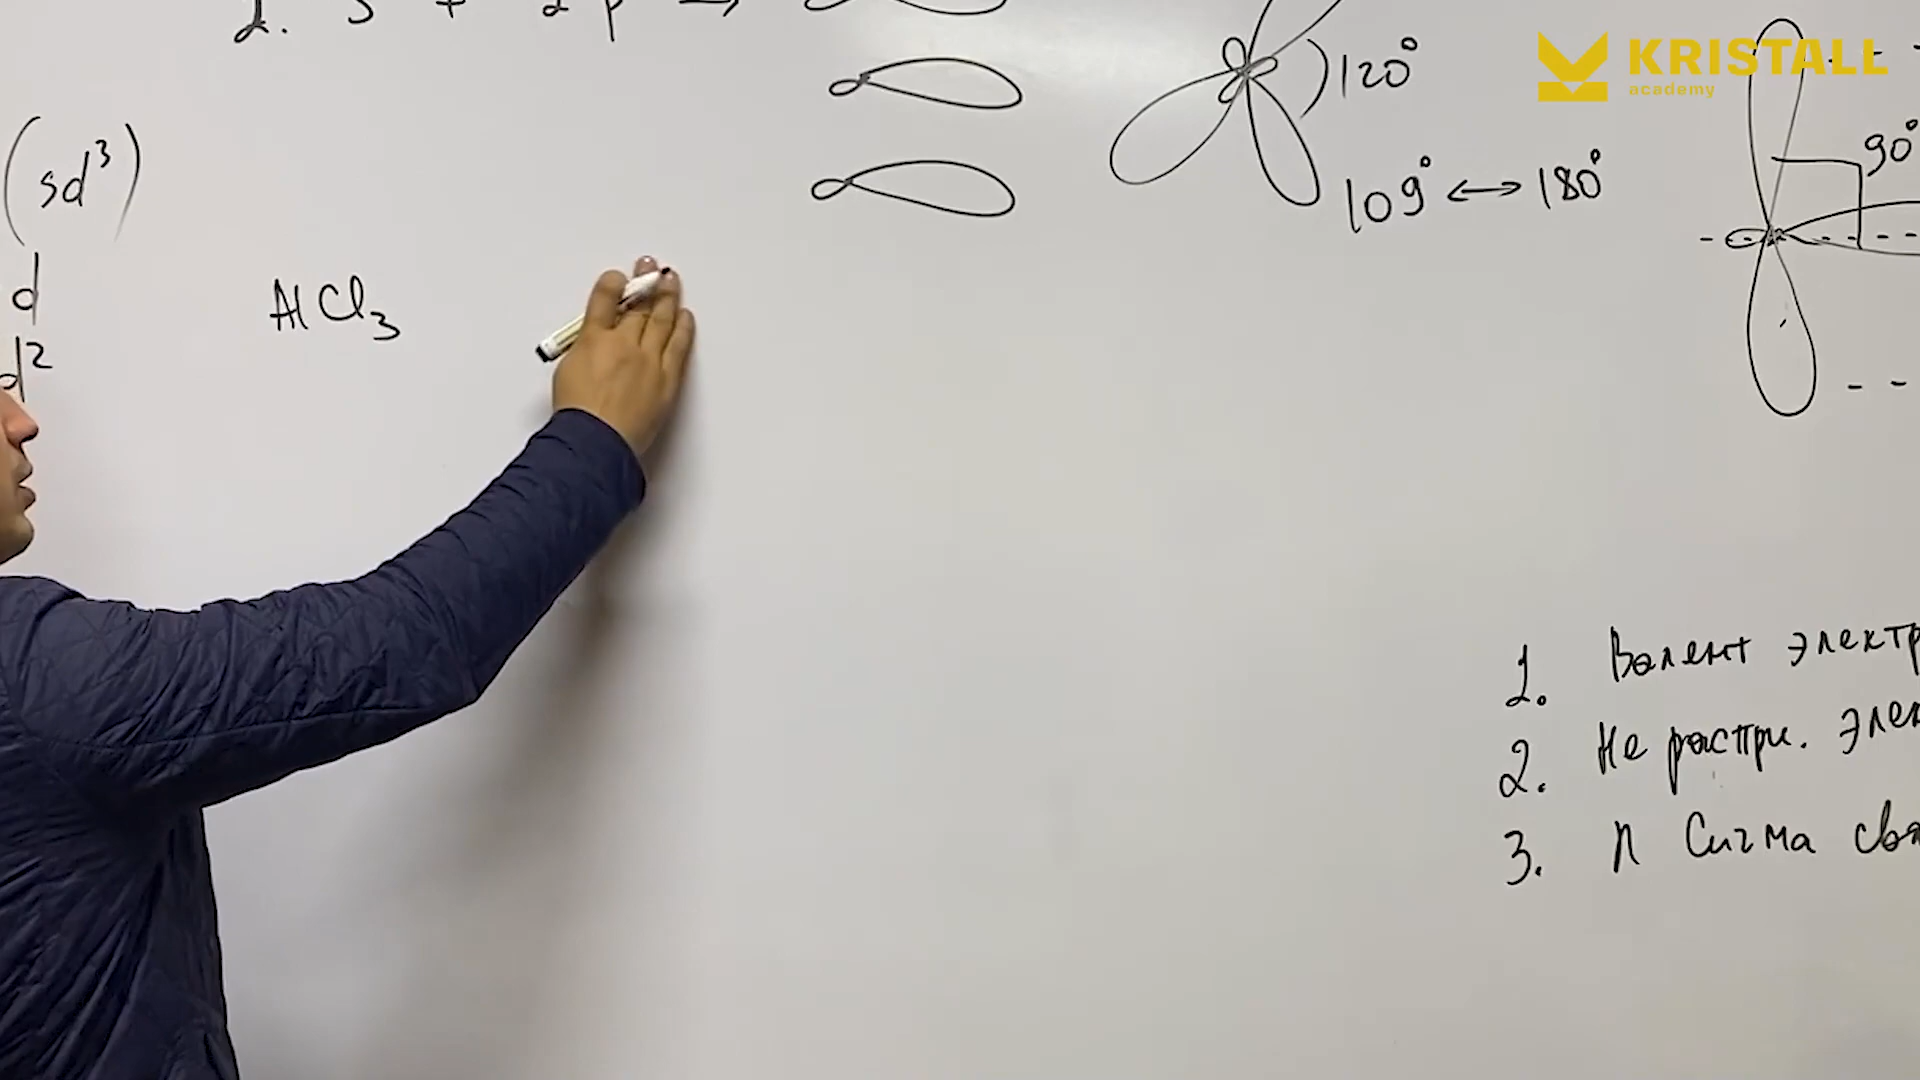 2. s + 2p →
120°
KRISTALL
academy
(sd³)
109° ↔ 180°
90°
d
d²
AlCl₃
1. Валент электр
2. Не распри. элек
3. П Сигма свя